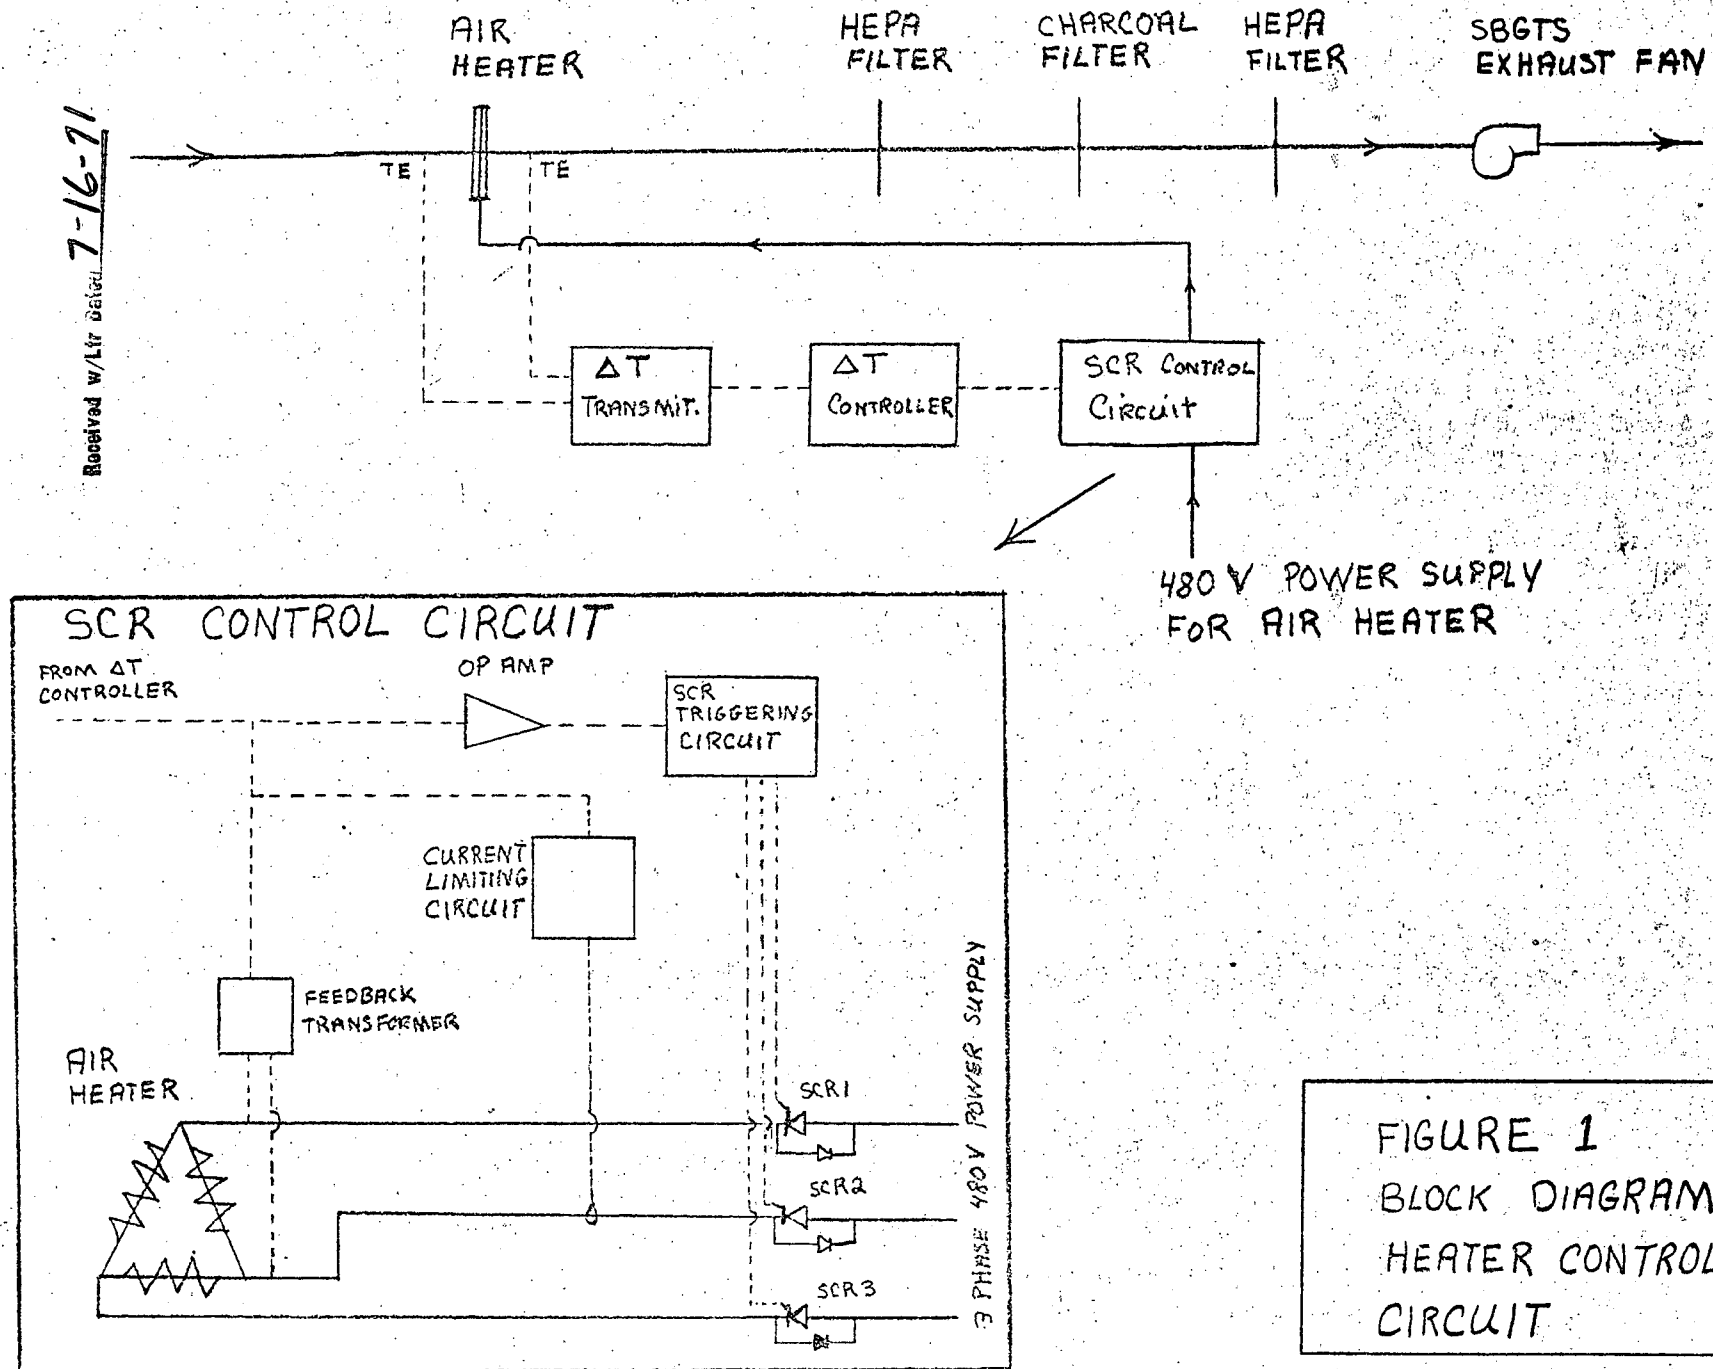 AIR
HEATER
HEPA
FILTER
CHARCOAL
FILTER
HEPA
FILTER
SBGTS
EXHAUST FAN
Received w/Ltr Dated 7-16-71
TE
TE
ΔT
TRANSMIT.
ΔT
CONTROLLER
SCR CONTROL
CIRCUIT
480 V POWER SUPPLY
FOR AIR HEATER
SCR CONTROL CIRCUIT
FROM ΔT
CONTROLLER
OP AMP
SCR
TRIGGERING
CIRCUIT
CURRENT
LIMITING
CIRCUIT
FEEDBACK
TRANSFORMER
AIR
HEATER
SCR1
SCR2
SCR3
3 PHASE 480V POWER SUPPLY
FIGURE 1
BLOCK DIAGRAM
HEATER CONTROL
CIRCUIT